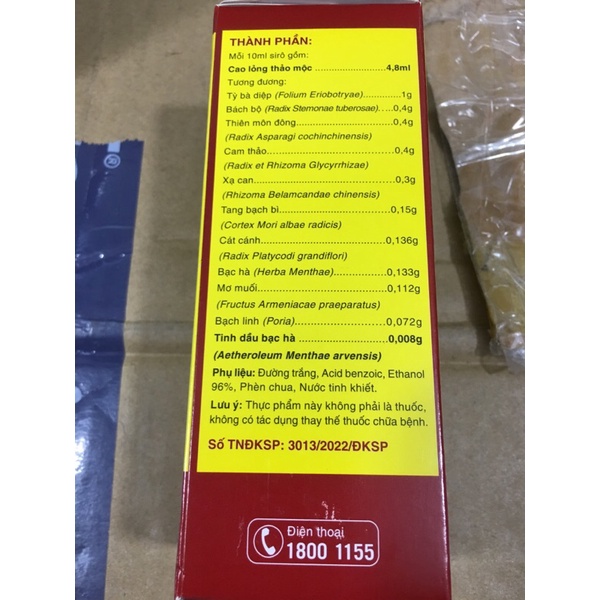 THÀNH PHẦN:
Mỗi 10ml sirô gồm:
Cao lỏng thảo mộc ........................4,8ml
Tương đương:
Tỳ bà diệp (Folium Eriobotryae)............1g
Bách bộ (Radix Stemonae tuberosae)....0,4g
Thiên môn đông..............................0,4g
(Radix Asparagi cochinchinensis)
Cam thảo.......................................0,4g
(Radix et Rhizoma Glycyrrhizae)
Xạ can...........................................0,3g
(Rhizoma Belamcandae chinensis)
Tang bạch bì.................................0,15g
(Cortex Mori albae radicis)
Cát cánh......................................0,136g
(Radix Platycodi grandiflori)
Bạc hà (Herba Menthae)...............0,133g
Mơ muối.......................................0,112g
(Fructus Armeniacae praeparatus)
Bạch linh (Poria)...........................0,072g
Tinh dầu bạc hà............................0,008g
(Aetheroleum Menthae arvensis)
Phụ liệu: Đường trắng, Acid benzoic, Ethanol
96%, Phèn chua, Nước tinh khiết.
Lưu ý: Thực phẩm này không phải là thuốc,
không có tác dụng thay thế thuốc chữa bệnh.
Số TNĐKSP: 3013/2022/ĐKSP
Điện thoại
1800 1155